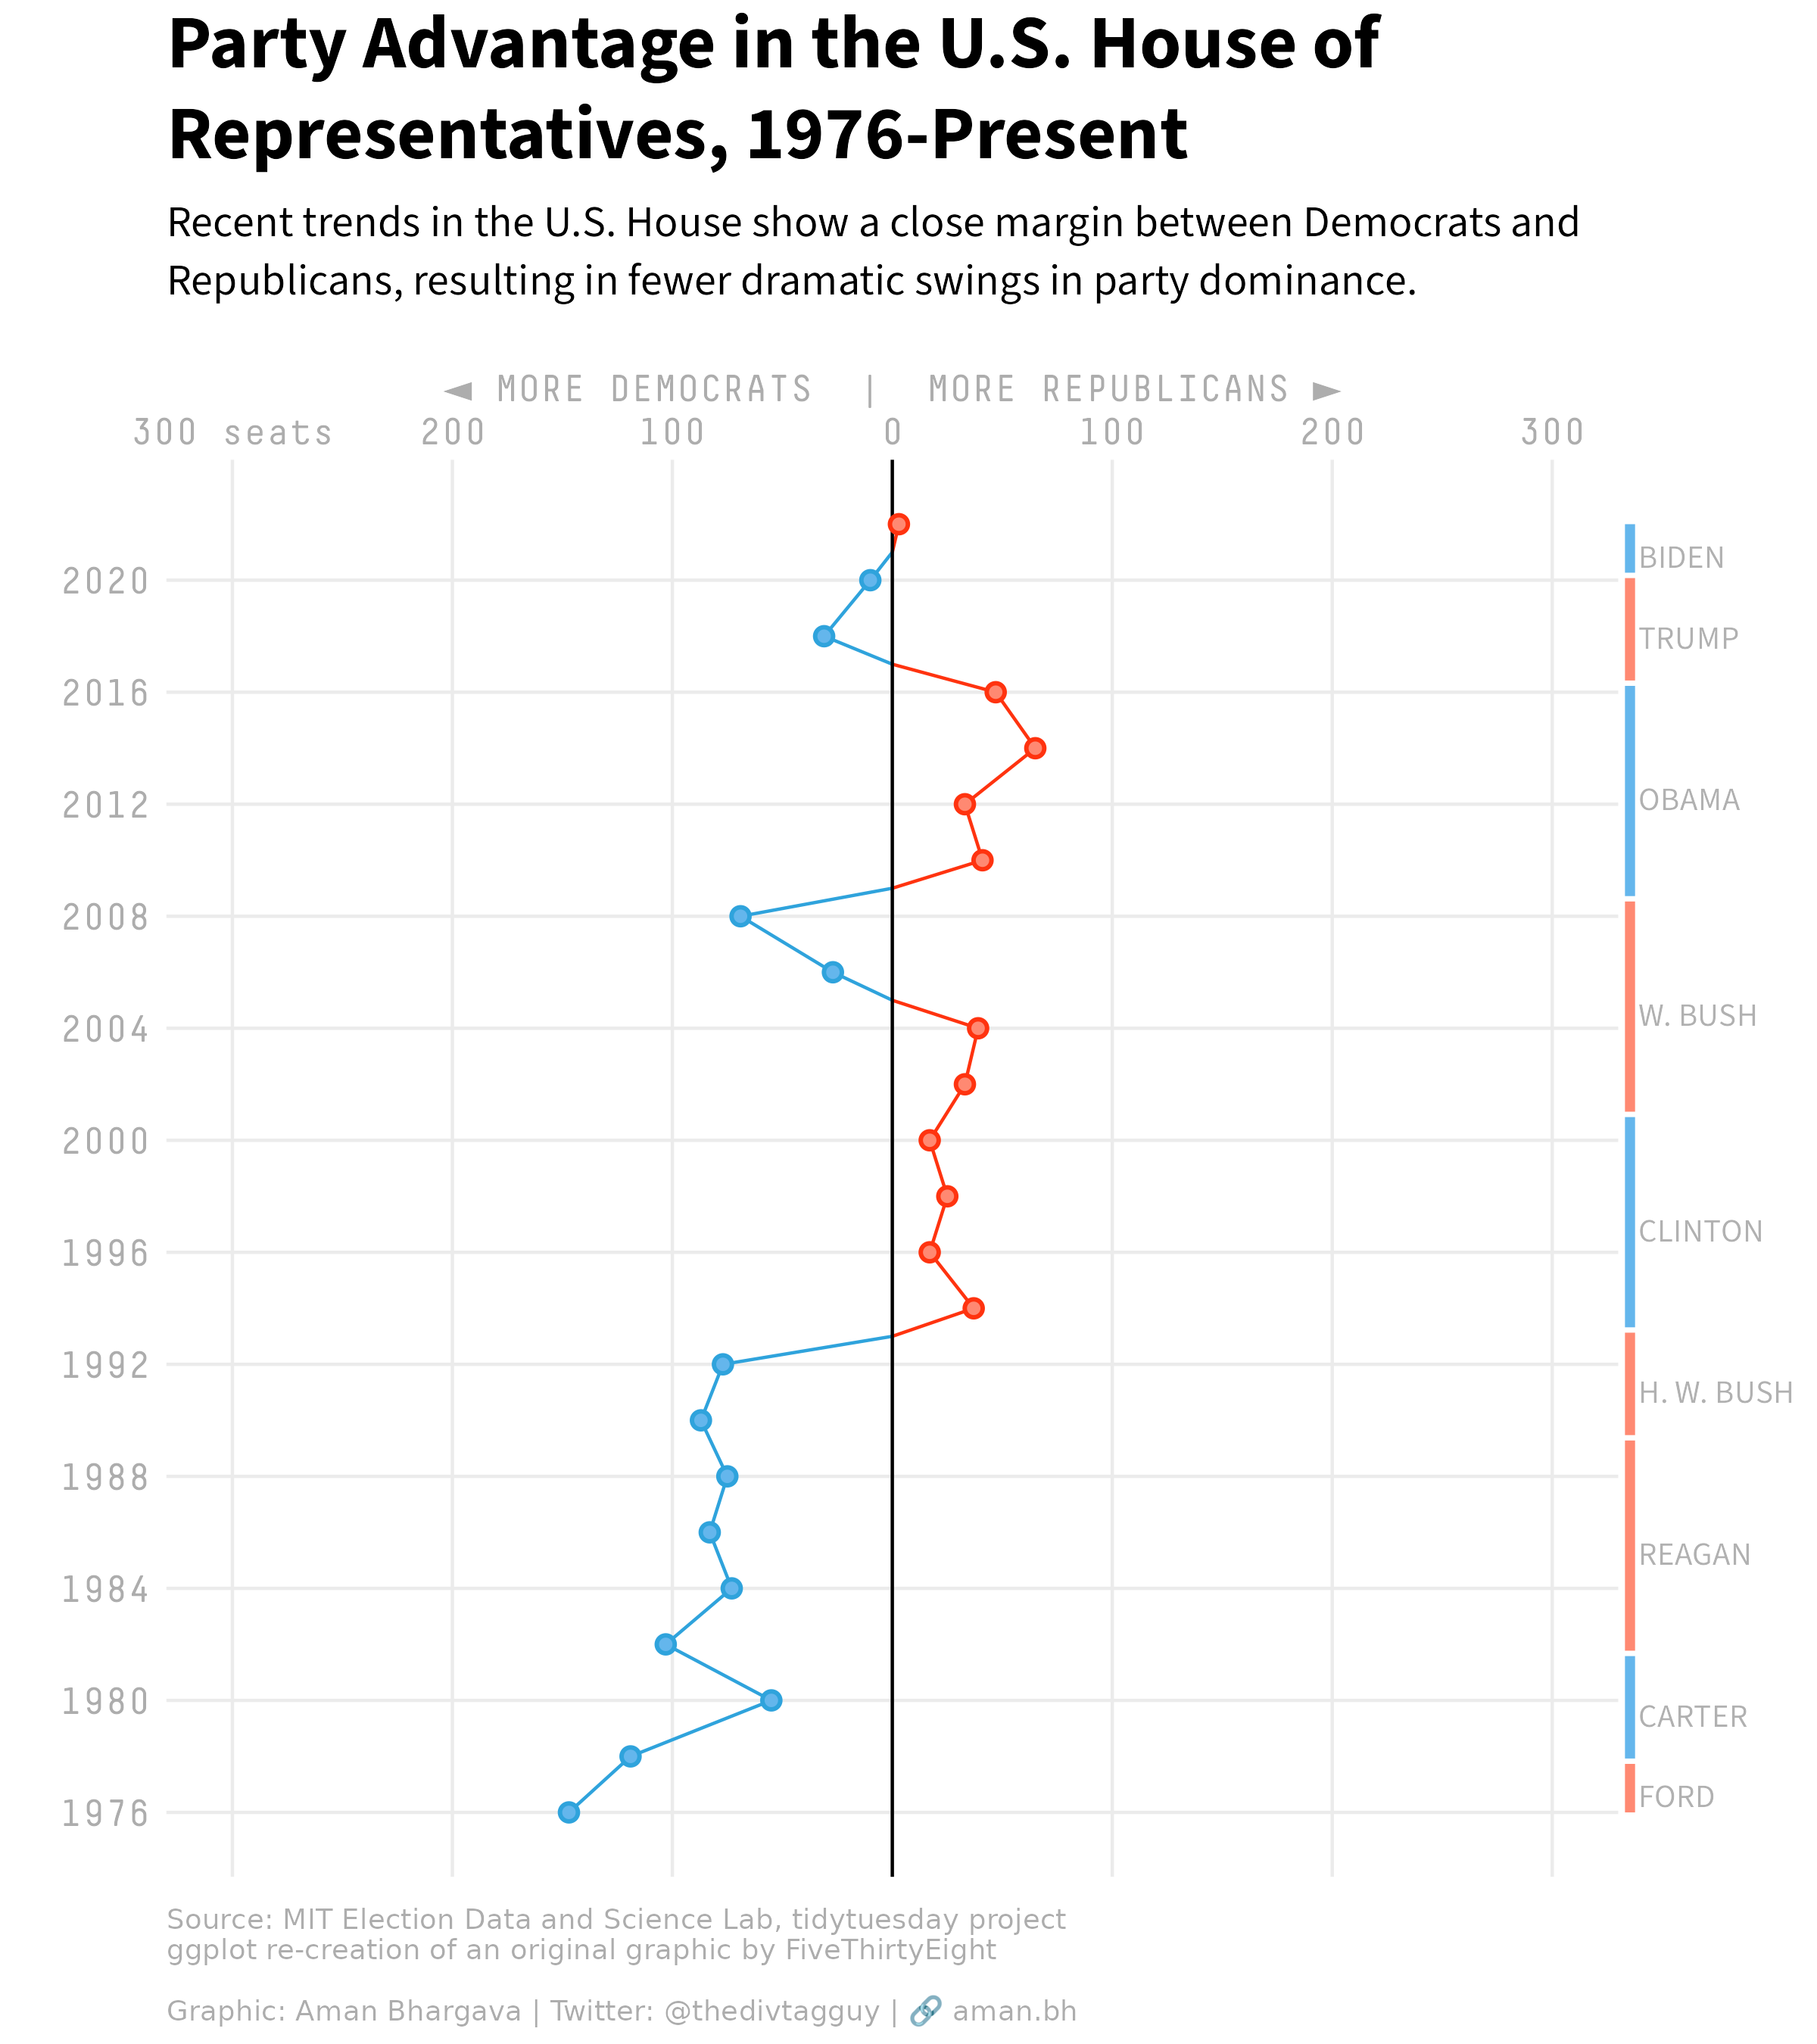 Party Advantage in the U.S. House of
Representatives, 1976-Present
Recent trends in the U.S. House show a close margin between Democrats and
Republicans, resulting in fewer dramatic swings in party dominance.
◄ MORE DEMOCRATS | MORE REPUBLICANS ►
300 seats 200 100 0 100 200 300
BIDEN
2020
TRUMP
2016
OBAMA
2012
2008
W. BUSH
2004
2000
CLINTON
1996
1992
H. W. BUSH
1988
REAGAN
1984
1980
CARTER
FORD
1976
Source: MIT Election Data and Science Lab, tidytuesday project
ggplot re-creation of an original graphic by FiveThirtyEight
Graphic: Aman Bhargava | Twitter: @thedivtagguy | 🔗 aman.bh